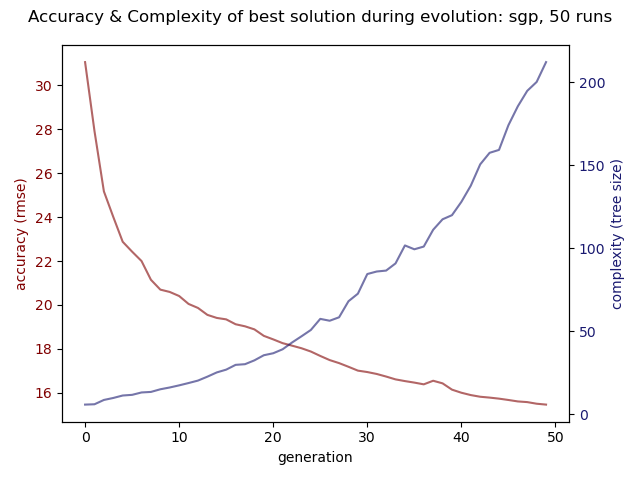 Accuracy & Complexity of best solution during evolution: sgp, 50 runs
30
28
26
24
22
20
18
16
accuracy (rmse)
200
150
100
50
0
complexity (tree size)
0 10 20 30 40 50
generation